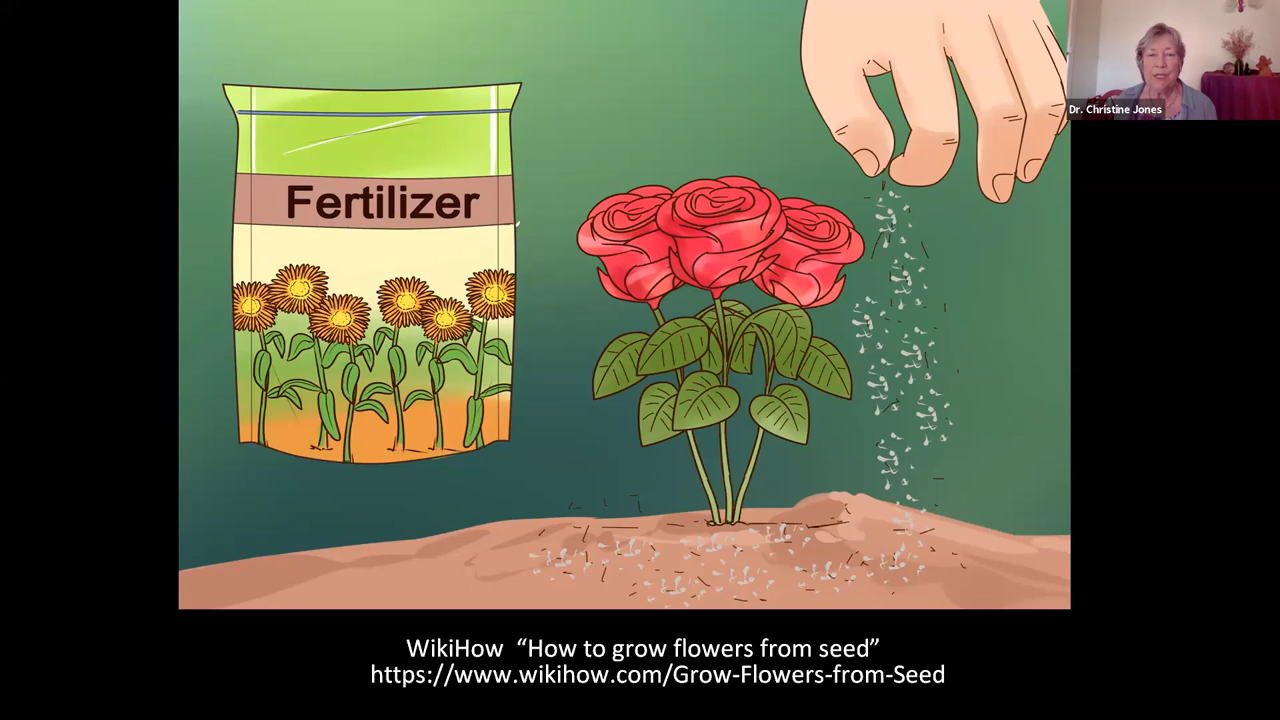 Fertilizer
Dr. Christine Jones
WikiHow “How to grow flowers from seed”
https://www.wikihow.com/Grow-Flowers-from-Seed